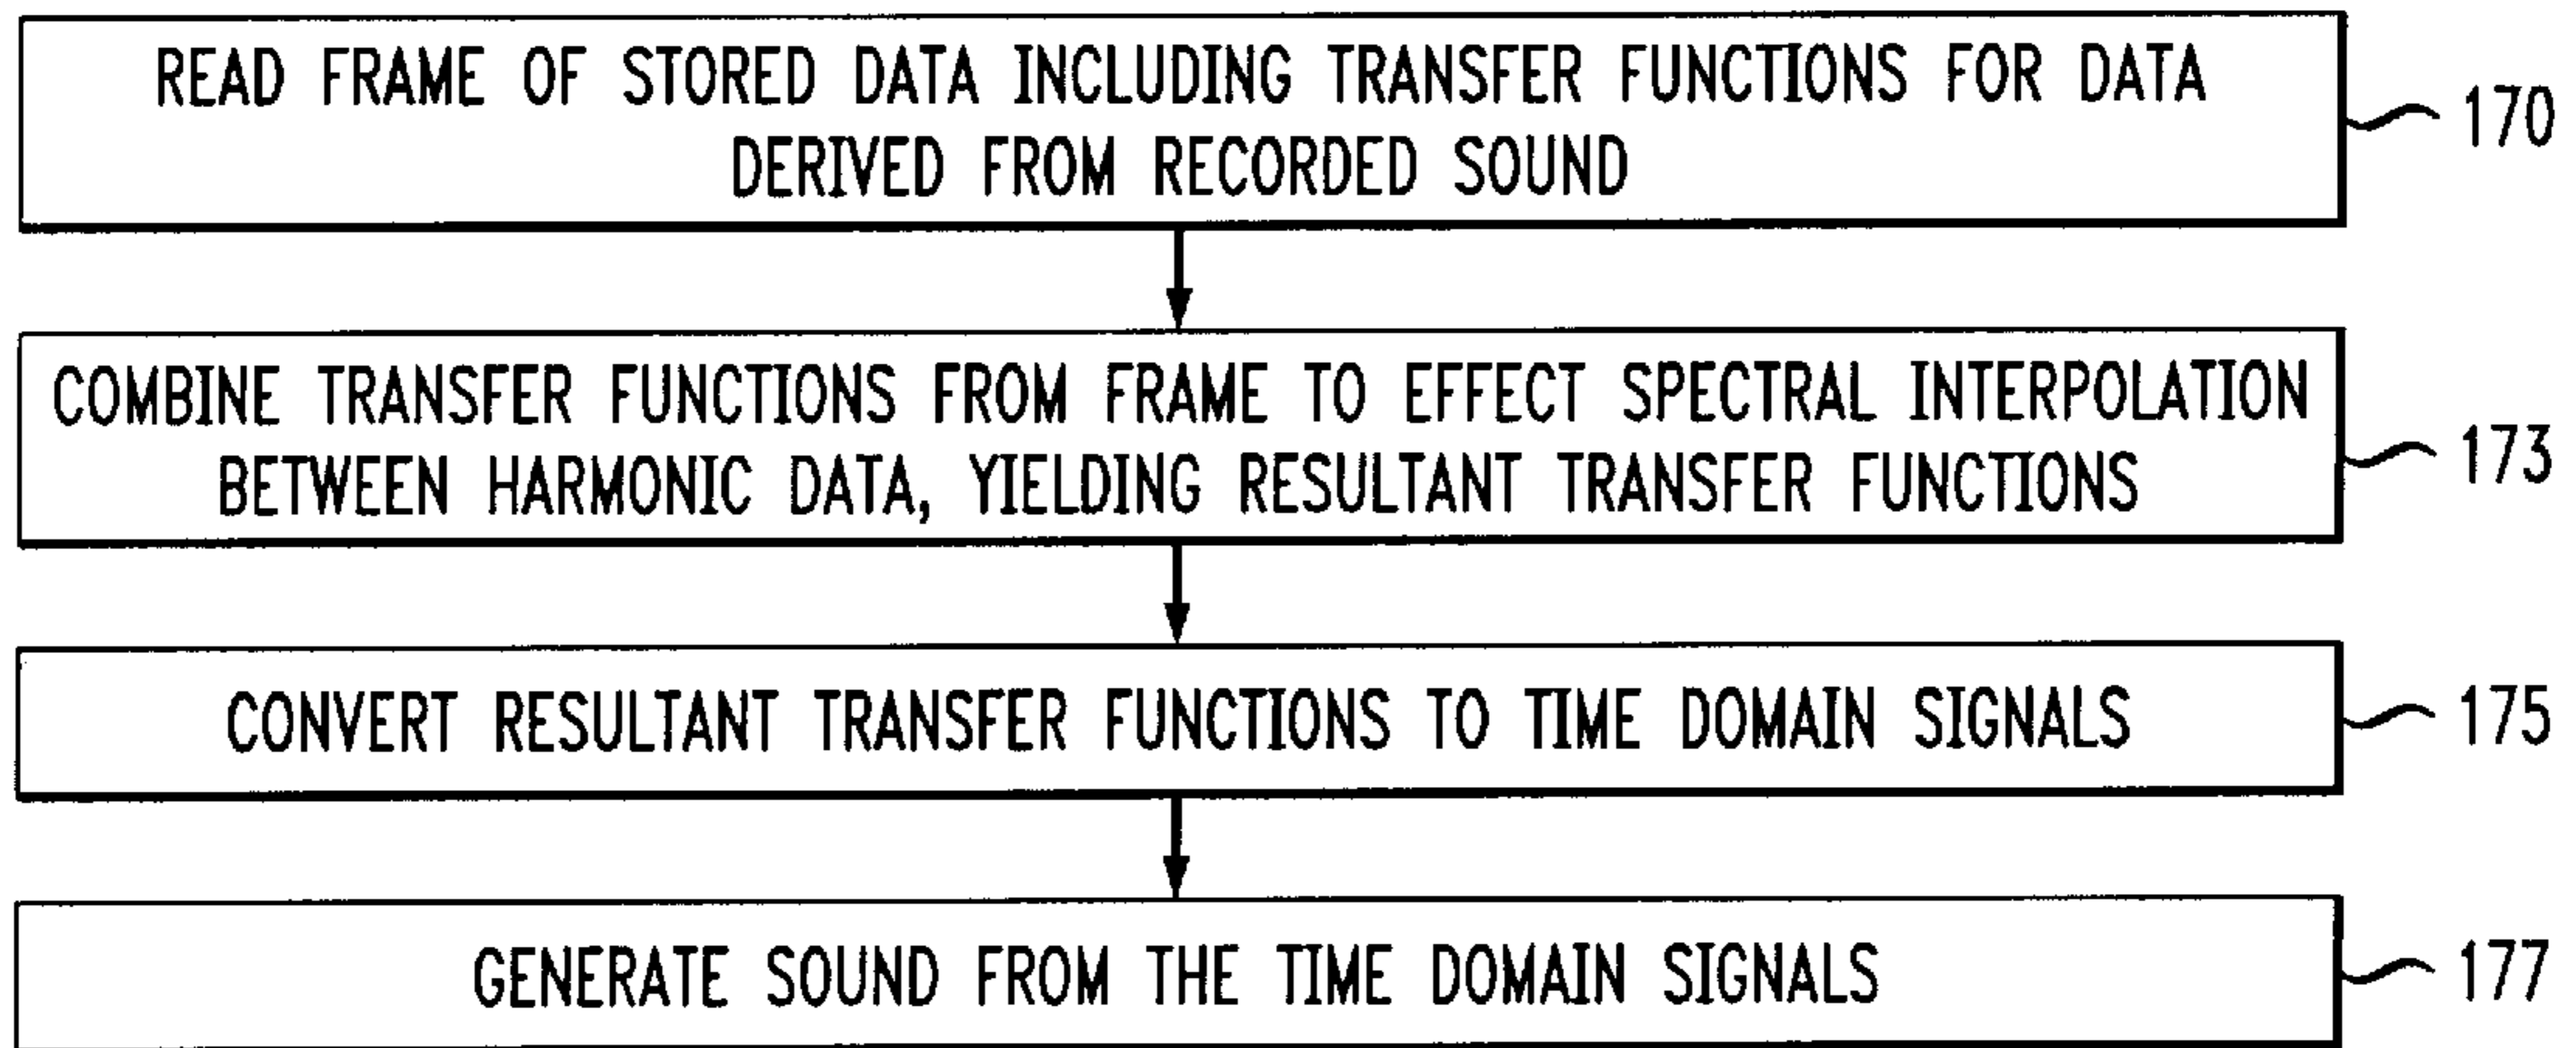 READ FRAME OF STORED DATA INCLUDING TRANSFER FUNCTIONS FOR DATA
DERIVED FROM RECORDED SOUND
170
COMBINE TRANSFER FUNCTIONS FROM FRAME TO EFFECT SPECTRAL INTERPOLATION
BETWEEN HARMONIC DATA, YIELDING RESULTANT TRANSFER FUNCTIONS
173
CONVERT RESULTANT TRANSFER FUNCTIONS TO TIME DOMAIN SIGNALS
175
GENERATE SOUND FROM THE TIME DOMAIN SIGNALS
177